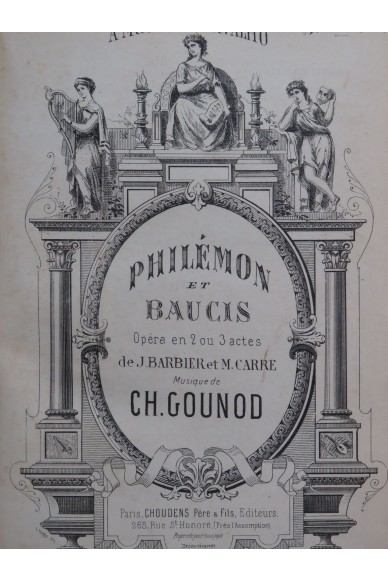 PHILÉMON
ET
BAUCIS
Opéra en 2 ou 3 actes
de J. BARBIER et M. CARRE
Musique de
CH. GOUNOD
Paris, CHOUDENS Père & Fils, Editeurs,
265, Rue St Honoré, (Près l'Assomption)